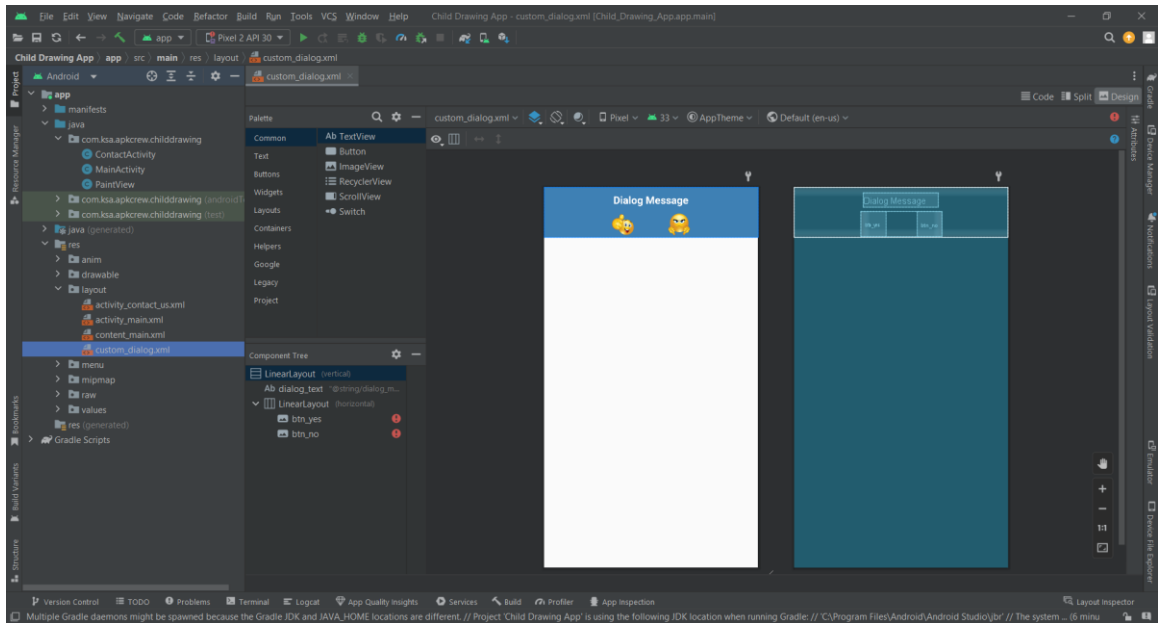 File Edit View Navigate Code Refactor Build Run Tools VCS Window Help Child Drawing App - custom_dialog.xml [Child_Drawing_App.app.main]
app Pixel 2 API 30
Child Drawing App app src main res layout custom_dialog.xml
Android custom_dialog.xml
Code Split Design
Project
Resource Manager
Bookmarks
Build Variants
Structure
app
manifests
java
com.ksa.apkcrew.childdrawing
ContactActivity
MainActivity
PaintView
com.ksa.apkcrew.childdrawing (androidT
com.ksa.apkcrew.childdrawing (test)
java (generated)
res
anim
drawable
layout
activity_contact_us.xml
activity_main.xml
content_main.xml
custom_dialog.xml
menu
mipmap
raw
values
res (generated)
Gradle Scripts
Palette
Common
Text
Buttons
Widgets
Layouts
Containers
Helpers
Google
Legacy
Project
Ab TextView
Button
ImageView
RecyclerView
ScrollView
Switch
Component Tree
LinearLayout (vertical)
Ab dialog_text "@string/dialog_m...
LinearLayout (horizontal)
btn_yes
btn_no
custom_dialog.xml Pixel 33 AppTheme Default (en-us)
Dialog Message
Dialog Message
btn_yes btn_no
1:1
Gradle
Device Manager
Notifications
Layout Validation
Emulator
Device File Explorer
Attributes
Version Control TODO Problems Terminal Logcat App Quality Insights Services Build Profiler App Inspection Layout Inspector
Multiple Gradle daemons might be spawned because the Gradle JDK and JAVA_HOME locations are different. // Project 'Child Drawing App' is using the following JDK location when running Gradle: // 'C:\Program Files\Android\Android Studio\jbr' // The system ... (6 minu